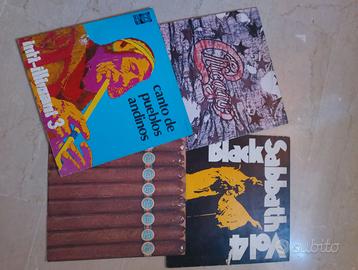 Inti-Illimani 3
canto de
pueblos
andinos
Chicago
Black
Sabbath Vol 4
subito